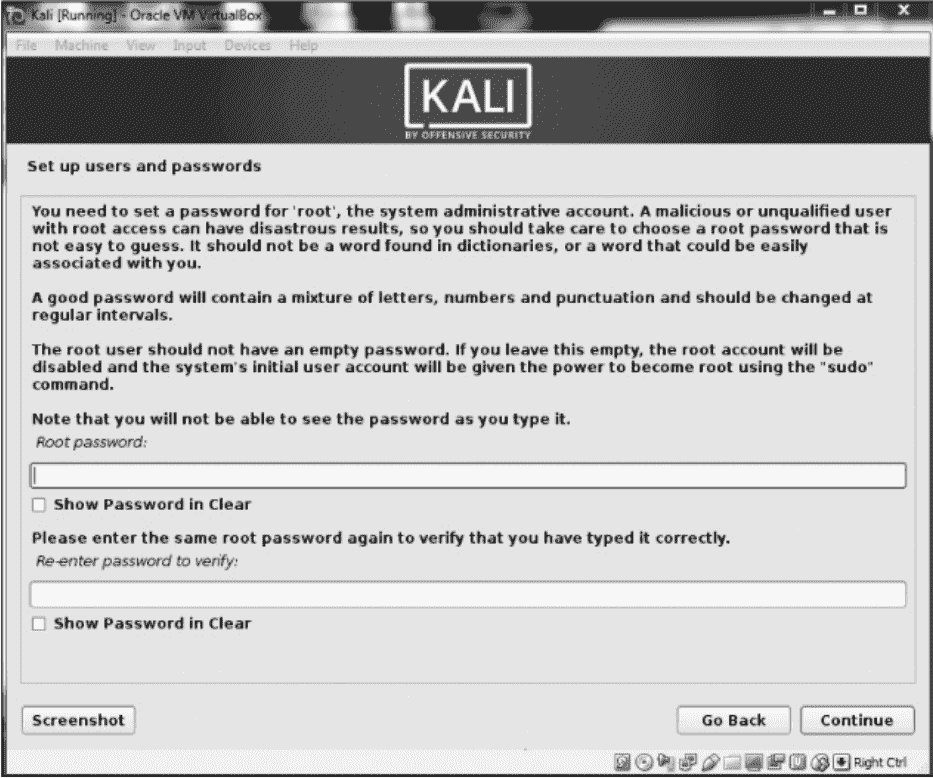 Kali [Running] - Oracle VM VirtualBox
File Machine View Input Devices Help
KALI
BY OFFENSIVE SECURITY
Set up users and passwords
You need to set a password for 'root', the system administrative account. A malicious or unqualified user
with root access can have disastrous results, so you should take care to choose a root password that is
not easy to guess. It should not be a word found in dictionaries, or a word that could be easily
associated with you.
A good password will contain a mixture of letters, numbers and punctuation and should be changed at
regular intervals.
The root user should not have an empty password. If you leave this empty, the root account will be
disabled and the system's initial user account will be given the power to become root using the "sudo"
command.
Note that you will not be able to see the password as you type it.
Root password:
Show Password in Clear
Please enter the same root password again to verify that you have typed it correctly.
Re-enter password to verify:
Show Password in Clear
Screenshot Go Back Continue
Right Ctrl